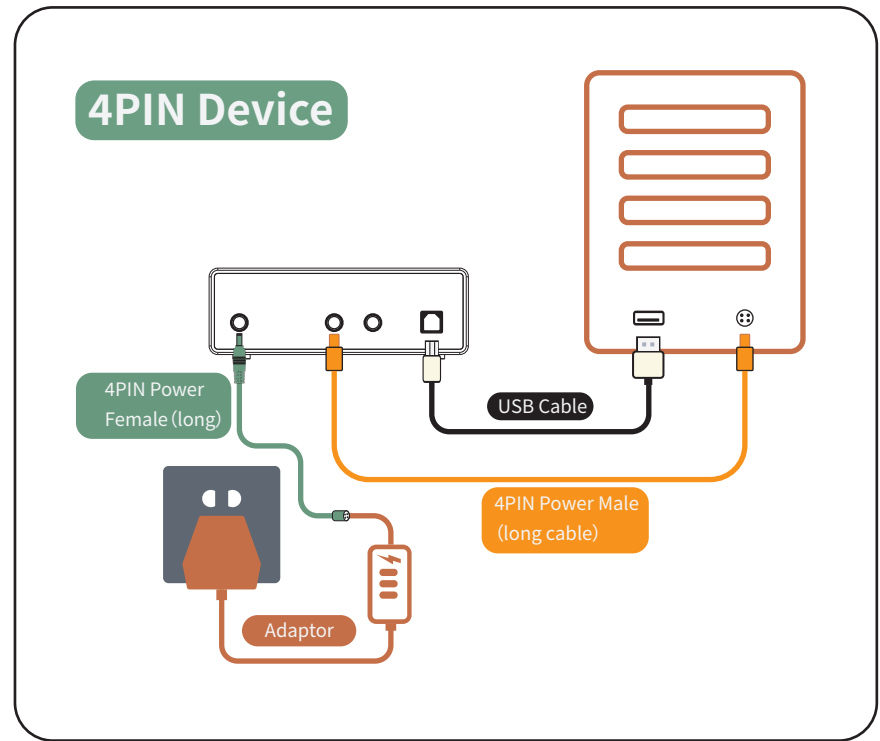 4PIN Device
4PIN Power
Female (long)
USB Cable
4PIN Power Male
(long cable)
Adaptor